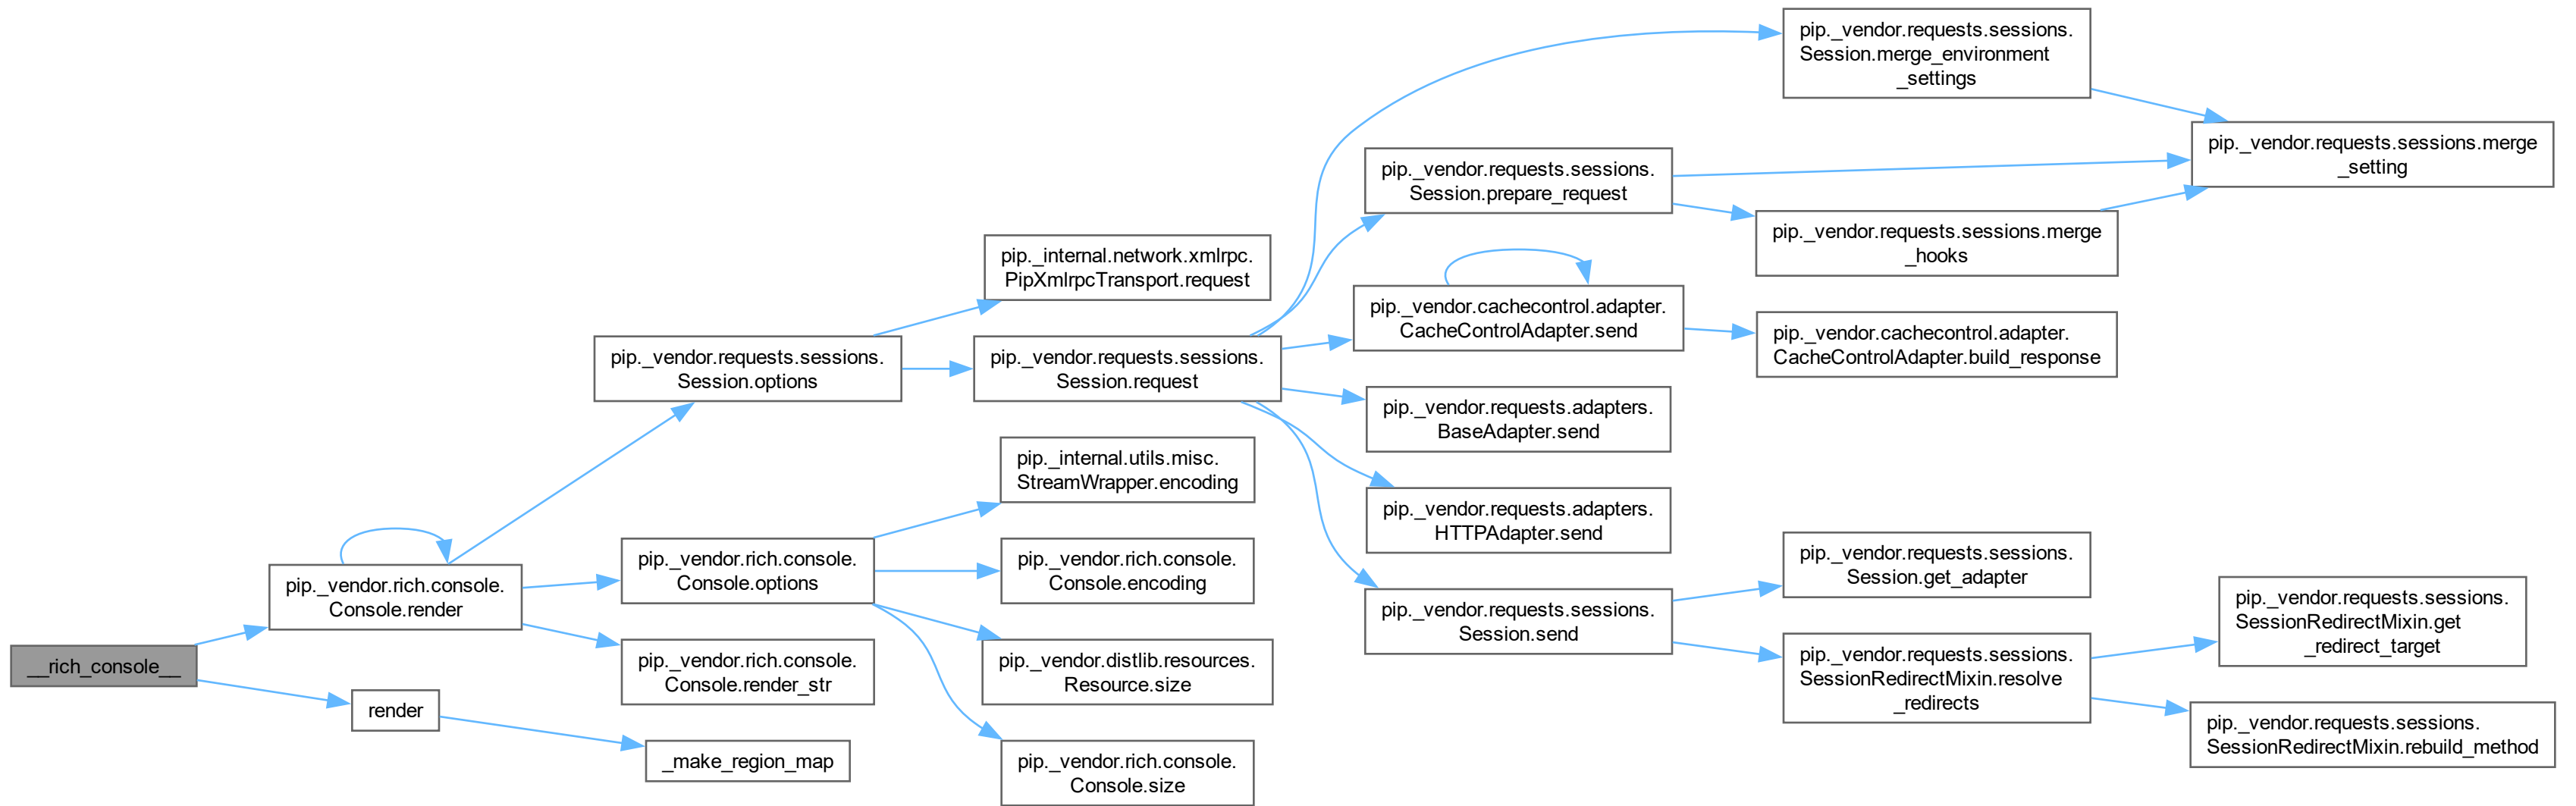 __rich_console__
pip._vendor.rich.console.
Console.render
render
pip._vendor.requests.sessions.
Session.options
pip._vendor.rich.console.
Console.options
pip._vendor.rich.console.
Console.render_str
_make_region_map
pip._internal.network.xmlrpc.
PipXmlrpcTransport.request
pip._vendor.requests.sessions.
Session.request
pip._internal.utils.misc.
StreamWrapper.encoding
pip._vendor.rich.console.
Console.encoding
pip._vendor.distlib.resources.
Resource.size
pip._vendor.rich.console.
Console.size
pip._vendor.requests.sessions.
Session.prepare_request
pip._vendor.cachecontrol.adapter.
CacheControlAdapter.send
pip._vendor.requests.adapters.
BaseAdapter.send
pip._vendor.requests.adapters.
HTTPAdapter.send
pip._vendor.requests.sessions.
Session.send
pip._vendor.requests.sessions.
Session.merge_environment
_settings
pip._vendor.requests.sessions.merge
_hooks
pip._vendor.cachecontrol.adapter.
CacheControlAdapter.build_response
pip._vendor.requests.sessions.
Session.get_adapter
pip._vendor.requests.sessions.
SessionRedirectMixin.resolve
_redirects
pip._vendor.requests.sessions.merge
_setting
pip._vendor.requests.sessions.
SessionRedirectMixin.get
_redirect_target
pip._vendor.requests.sessions.
SessionRedirectMixin.rebuild_method